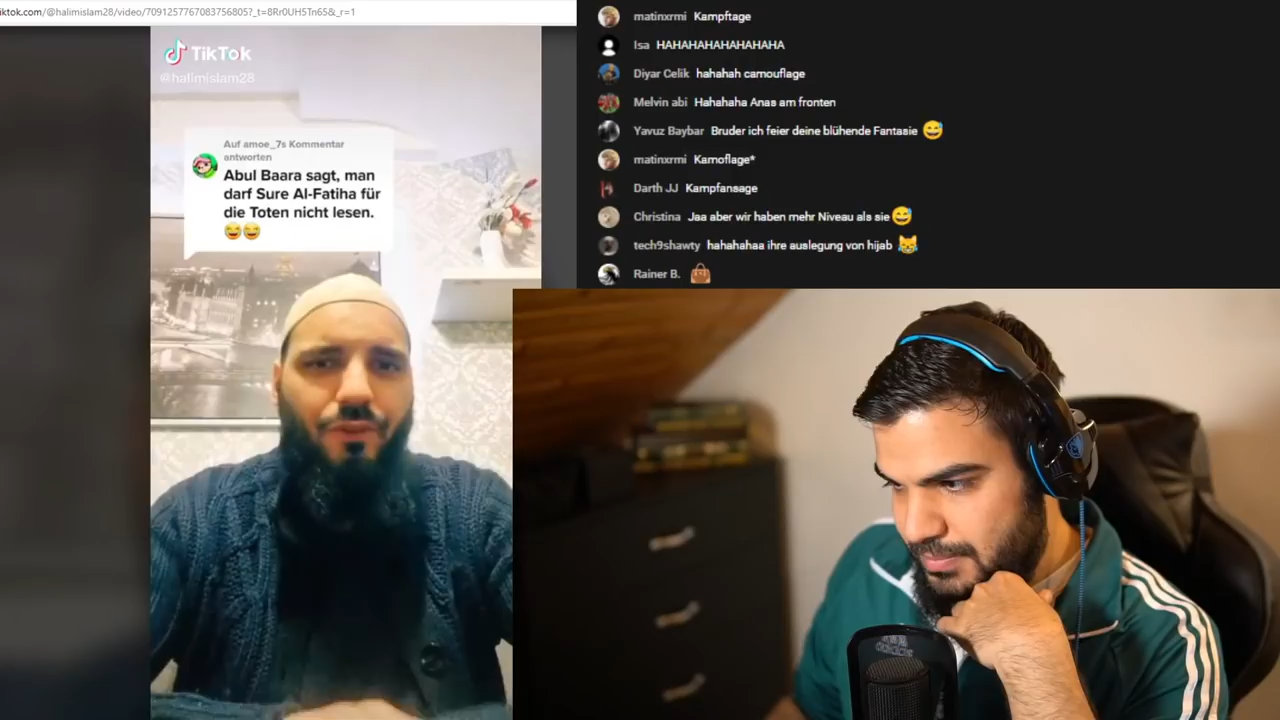 iktok.com/@halimislam28/video/7091257767083756805?_t=8Rr0UH5Tn65&_r=1
TikTok
@halimislam28
Auf amoe_7s Kommentar
antworten
Abul Baara sagt, man
darf Sure Al-Fatiha für
die Toten nicht lesen.
😂😂
matinxrmi Kampftage
Isa HAHAHAHAHAHAHAHA
Diyar Celik hahahah camouflage
Melvin abi Hahahaha Anas am fronten
Yavuz Baybar Bruder ich feier deine blühende Fantasie 😅
matinxrmi Kamoflage*
Darth JJ Kampfansage
Christina Jaa aber wir haben mehr Niveau als sie 😅
tech9shawty hahahahaa ihre auslegung von hijab 😹
Rainer B. 👜